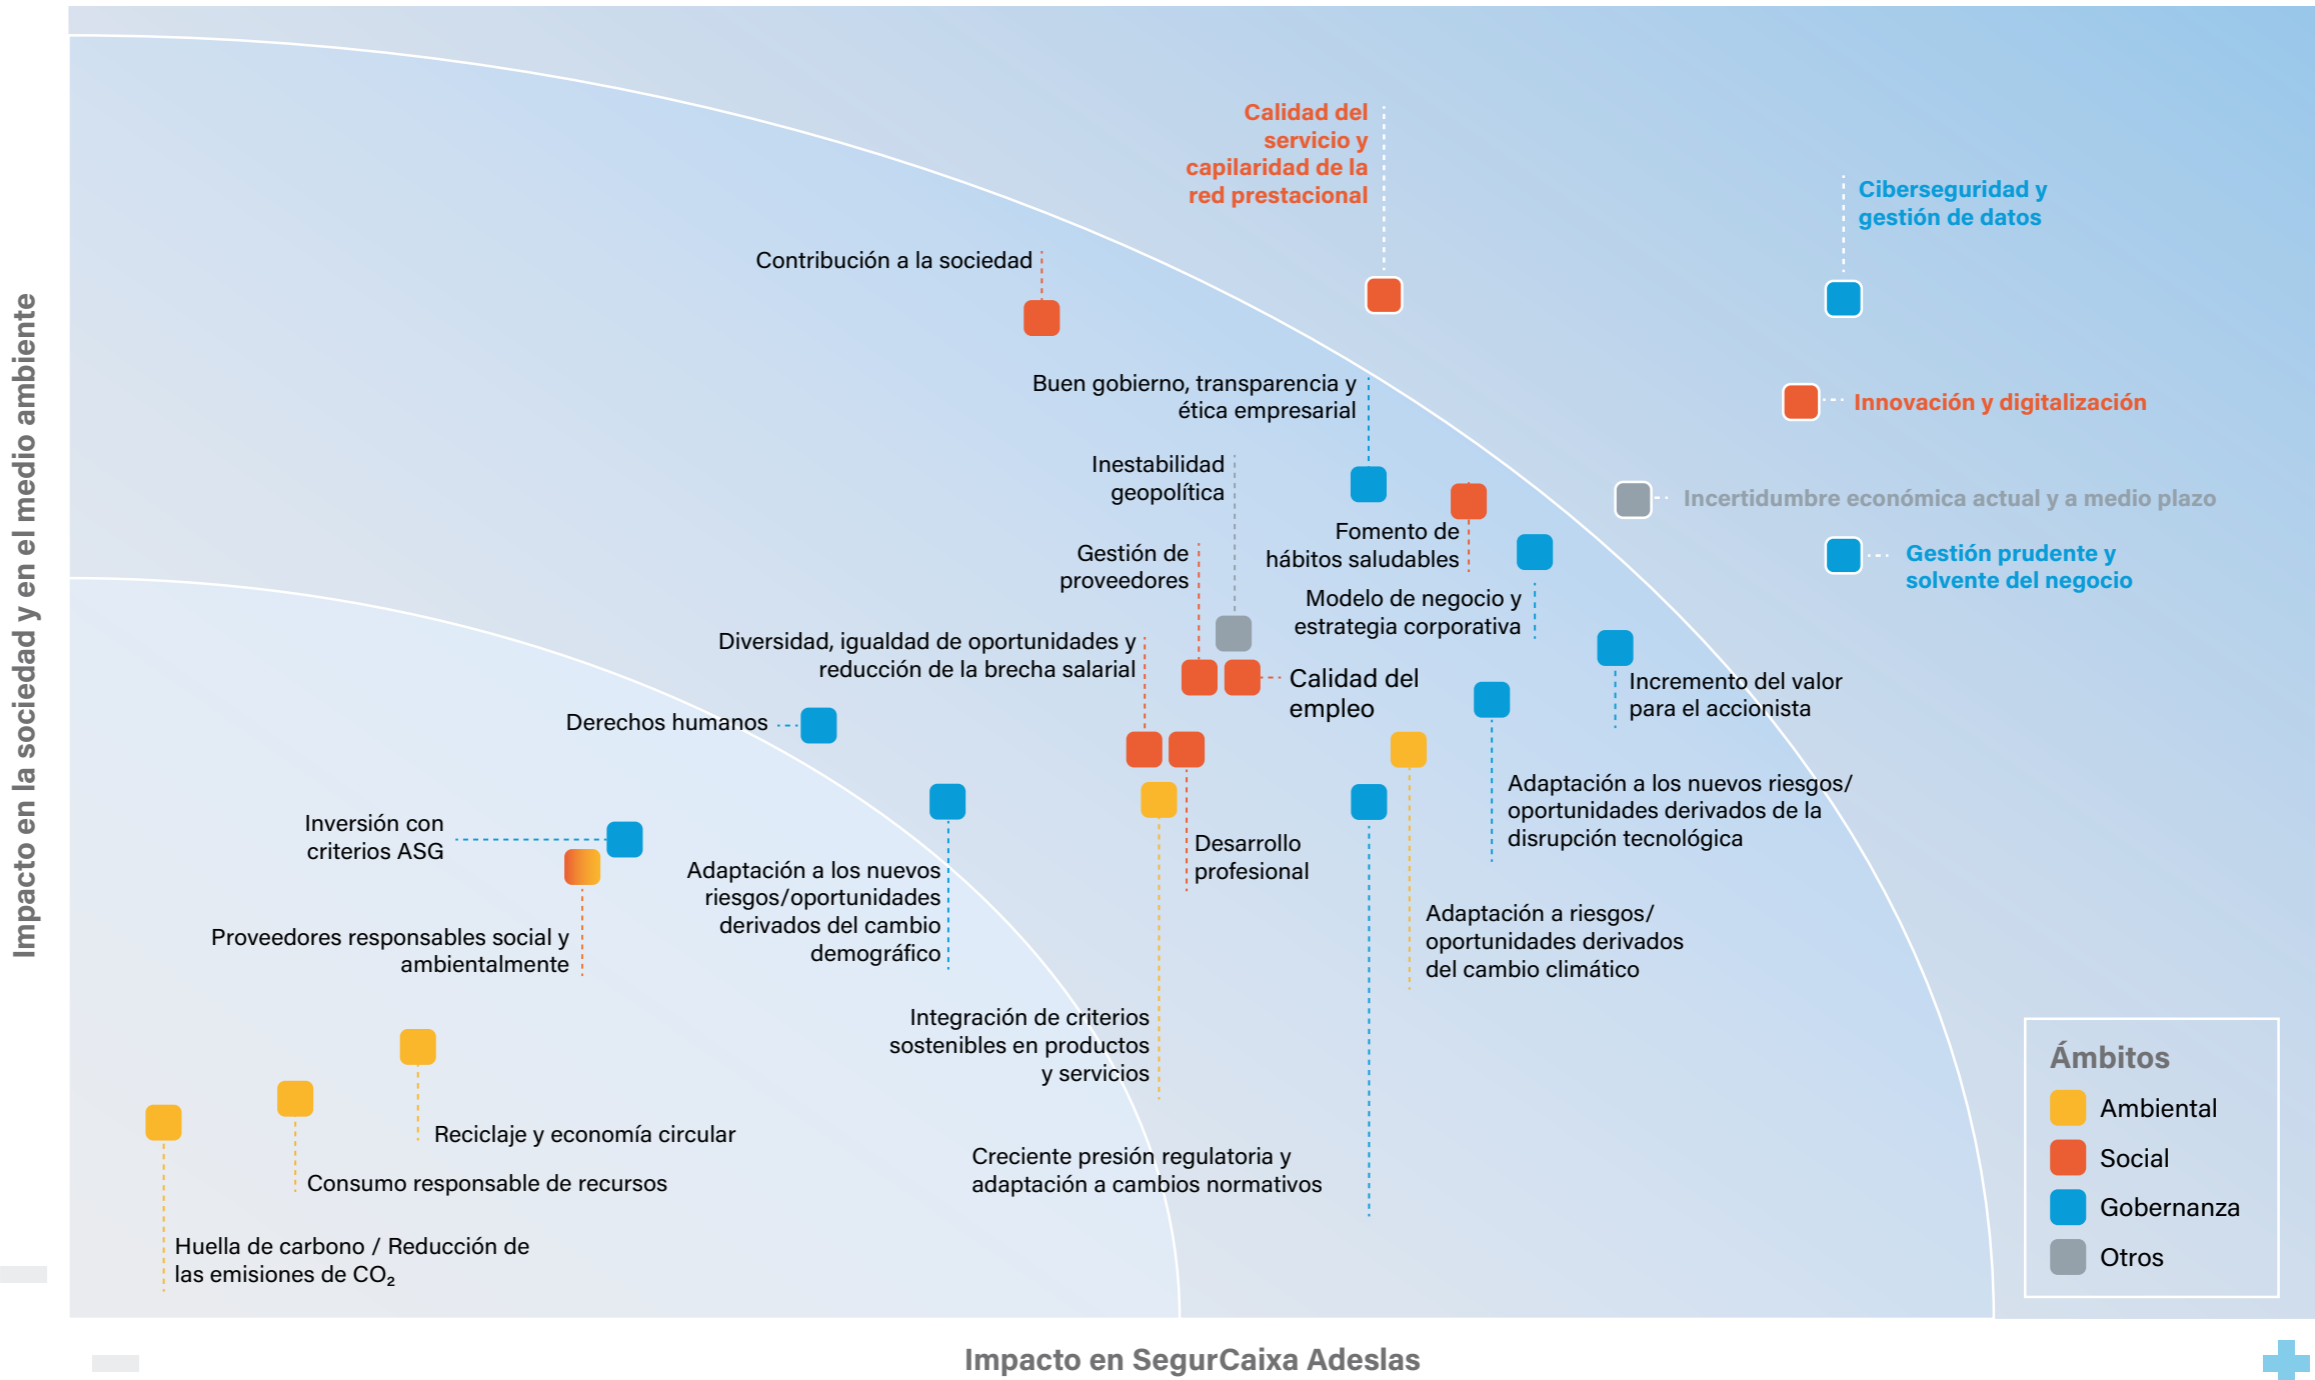 Impacto en la sociedad y en el medio ambiente
Calidad del
servicio y
capilaridad de la
red prestacional
Ciberseguridad y
gestión de datos
Contribución a la sociedad
Buen gobierno, transparencia y
ética empresarial
Innovación y digitalización
Inestabilidad
geopolítica
Incertidumbre económica actual y a medio plazo
Fomento de
hábitos saludables
Gestión de
proveedores
Gestión prudente y
solvente del negocio
Modelo de negocio y
estrategia corporativa
Diversidad, igualdad de oportunidades y
reducción de la brecha salarial
Calidad del
empleo
Incremento del valor
para el accionista
Derechos humanos
Adaptación a los nuevos riesgos/
oportunidades derivados de la
disrupción tecnológica
Inversión con
criterios ASG
Desarrollo
profesional
Adaptación a los nuevos
riesgos/oportunidades
derivados del cambio
demográfico
Adaptación a riesgos/
oportunidades derivados
del cambio climático
Proveedores responsables social y
ambientalmente
Integración de criterios
sostenibles en productos
y servicios
Reciclaje y economía circular
Consumo responsable de recursos
Creciente presión regulatoria y
adaptación a cambios normativos
Huella de carbono / Reducción de
las emisiones de CO₂
Ámbitos
Ambiental
Social
Gobernanza
Otros
Impacto en SegurCaixa Adeslas